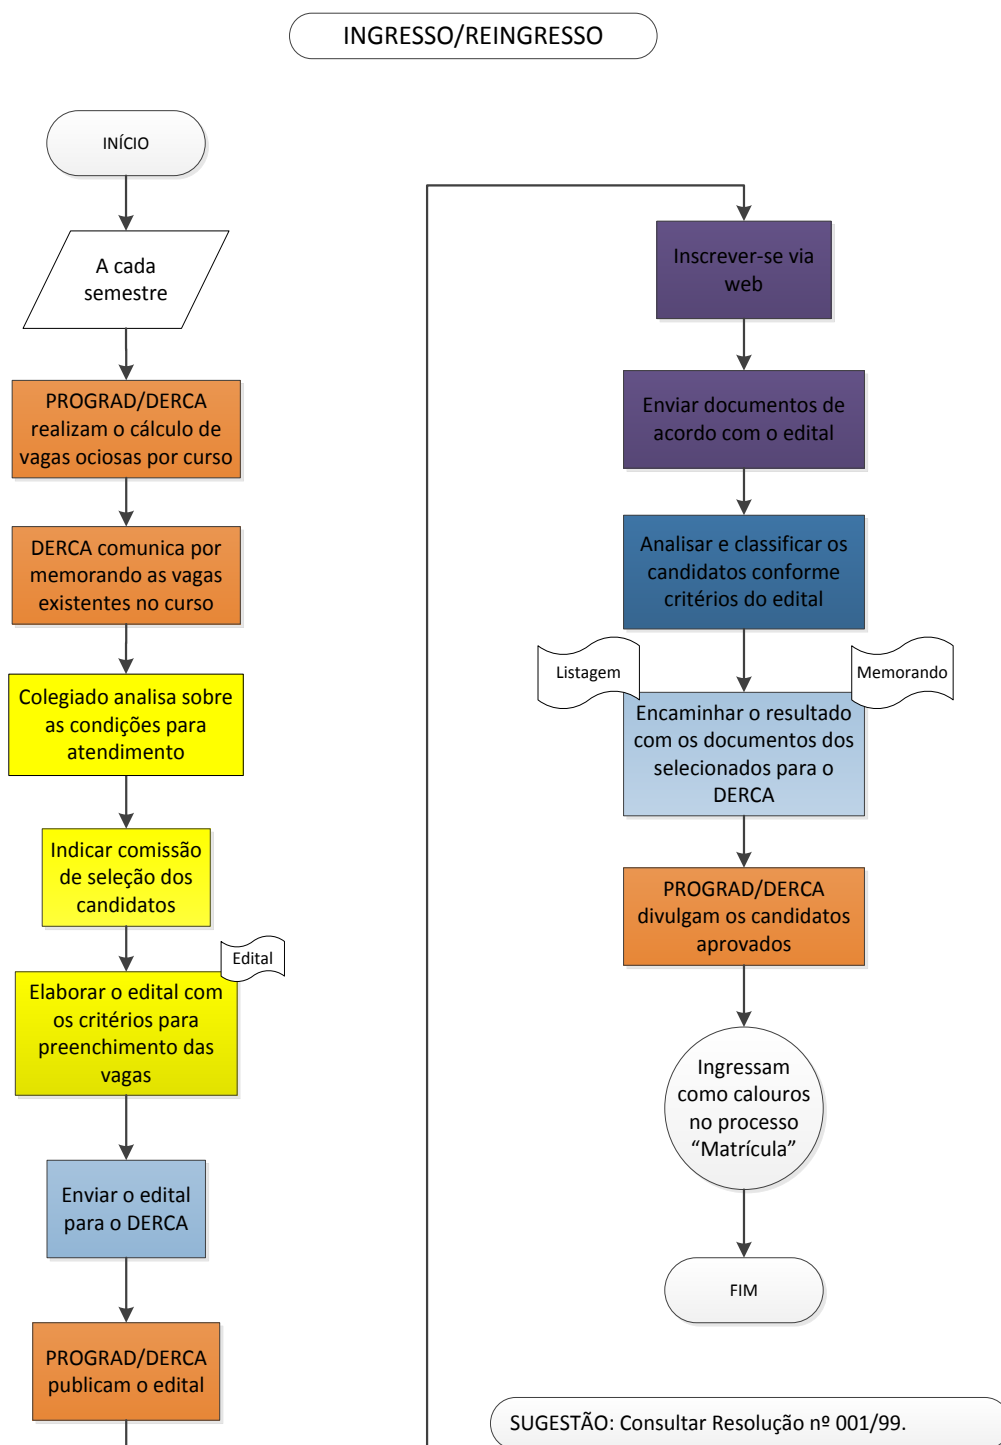 INGRESSO/REINGRESSO
INÍCIO
A cada
semestre
PROGRAD/DERCA
realizam o cálculo de
vagas ociosas por curso
DERCA comunica por
memorando as vagas
existentes no curso
Colegiado analisa sobre
as condições para
atendimento
Indicar comissão
de seleção dos
candidatos
Edital
Elaborar o edital com
os critérios para
preenchimento das
vagas
Enviar o edital
para o DERCA
PROGRAD/DERCA
publicam o edital
Inscrever-se via
web
Enviar documentos de
acordo com o edital
Analisar e classificar os
candidatos conforme
critérios do edital
Listagem
Memorando
Encaminhar o resultado
com os documentos dos
selecionados para o
DERCA
PROGRAD/DERCA
divulgam os candidatos
aprovados
Ingressam
como calouros
no processo
“Matrícula”
FIM
SUGESTÃO: Consultar Resolução nº 001/99.